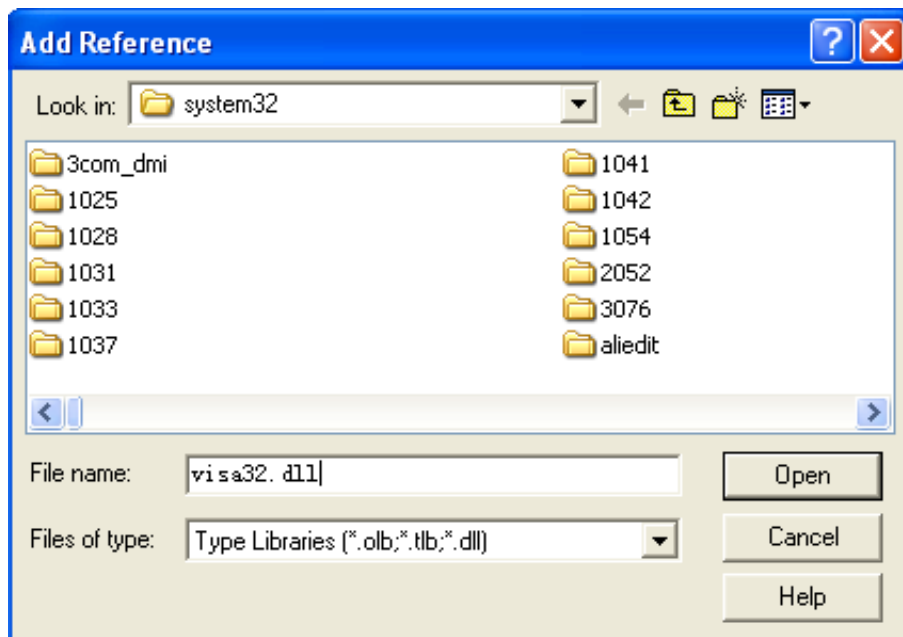 Add Reference
Look in: system32
3com_dmi 1041
1025 1042
1028 1054
1031 2052
1033 3076
1037 aliedit
File name: visa32.dll Open
Files of type: Type Libraries (*.olb;*.tlb;*.dll) Cancel
Help